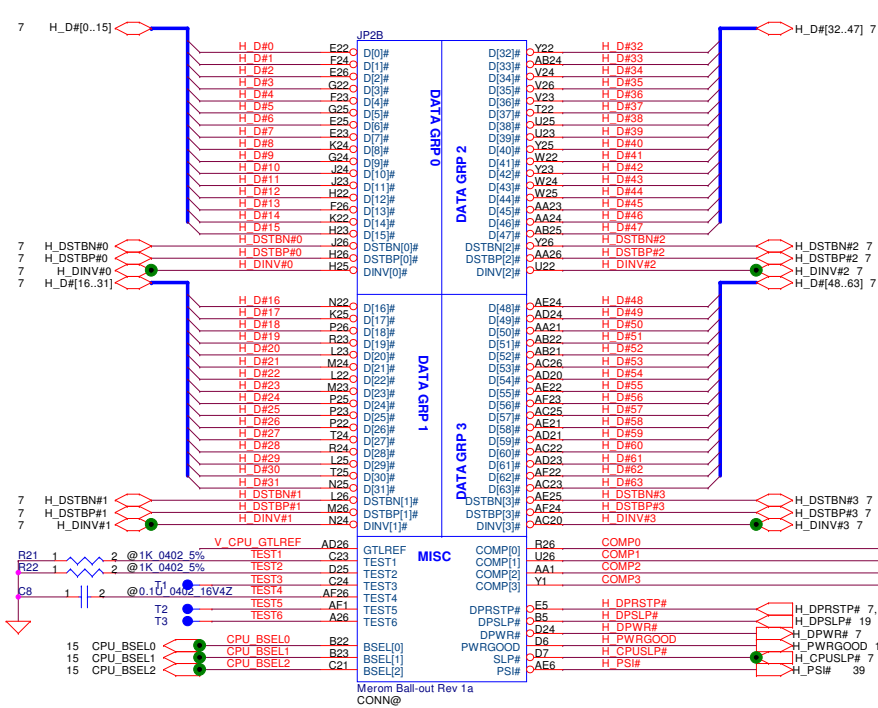 7 H_D#[0..15] H_D#[32..47] 7
JP2B
H_D#0 E22 D[0]# D[32]# Y22 H_D#32
H_D#1 F24 D[1]# D[33]# AB24 H_D#33
H_D#2 E26 D[2]# D[34]# V24 H_D#34
H_D#3 G22 D[3]# D[35]# V26 H_D#35
H_D#4 F23 D[4]# D[36]# V23 H_D#36
H_D#5 G25 D[5]# D[37]# T22 H_D#37
H_D#6 E25 D[6]# D[38]# U25 H_D#38
H_D#7 E23 D[7]# D[39]# U23 H_D#39
H_D#8 K24 D[8]# D[40]# Y25 H_D#40
H_D#9 G24 D[9]# D[41]# W22 H_D#41
H_D#10 J24 D[10]# D[42]# Y23 H_D#42
H_D#11 J23 D[11]# D[43]# W24 H_D#43
H_D#12 H22 D[12]# D[44]# W25 H_D#44
H_D#13 F26 D[13]# D[45]# AA23 H_D#45
H_D#14 K22 D[14]# D[46]# AA24 H_D#46
H_D#15 H23 D[15]# D[47]# AB25 H_D#47
7 H_DSTBN#0 H_DSTBN#0 J26 DSTBN[0]# DSTBN[2]# Y26 H_DSTBN#2 H_DSTBN#2 7
7 H_DSTBP#0 H_DSTBP#0 H26 DSTBP[0]# DSTBP[2]# AA26 H_DSTBP#2 H_DSTBP#2 7
7 H_DINV#0 H_DINV#0 H25 DINV[0]# DINV[2]# U22 H_DINV#2 H_DINV#2 7
DATA GRP 0
DATA GRP 2
7 H_D#[16..31] H_D#[48..63] 7
H_D#16 N22 D[16]# D[48]# AE24 H_D#48
H_D#17 K25 D[17]# D[49]# AD24 H_D#49
H_D#18 P26 D[18]# D[50]# AA21 H_D#50
H_D#19 R23 D[19]# D[51]# AB22 H_D#51
H_D#20 L23 D[20]# D[52]# AB21 H_D#52
H_D#21 M24 D[21]# D[53]# AC26 H_D#53
H_D#22 L22 D[22]# D[54]# AD20 H_D#54
H_D#23 M23 D[23]# D[55]# AE22 H_D#55
H_D#24 P25 D[24]# D[56]# AF23 H_D#56
H_D#25 P23 D[25]# D[57]# AC25 H_D#57
H_D#26 P22 D[26]# D[58]# AE21 H_D#58
H_D#27 T24 D[27]# D[59]# AD21 H_D#59
H_D#28 R24 D[28]# D[60]# AC22 H_D#60
H_D#29 L25 D[29]# D[61]# AD23 H_D#61
H_D#30 T25 D[30]# D[62]# AF22 H_D#62
H_D#31 N25 D[31]# D[63]# AC23 H_D#63
7 H_DSTBN#1 H_DSTBN#1 L26 DSTBN[1]# DSTBN[3]# AE25 H_DSTBN#3 H_DSTBN#3 7
7 H_DSTBP#1 H_DSTBP#1 M26 DSTBP[1]# DSTBP[3]# AF24 H_DSTBP#3 H_DSTBP#3 7
7 H_DINV#1 H_DINV#1 N24 DINV[1]# DINV[3]# AC20 H_DINV#3 H_DINV#3 7
DATA GRP 1
DATA GRP 3
V_CPU_GTLREF AD26 GTLREF MISC COMP[0] R26 COMP0
R21 1 2 @1K_0402_5% TEST1 C23 TEST1 COMP[1] U26 COMP1
R22 1 2 @1K_0402_5% TEST2 D25 TEST2 COMP[2] AA1 COMP2
T1 TEST3 C24 TEST3 COMP[3] Y1 COMP3
C8 1 2 @0.1U_0402_16V4Z TEST4 AF26 TEST4
T2 TEST5 AF1 TEST5 DPRSTP# E5 H_DPRSTP# H_DPRSTP# 7,
T3 TEST6 A26 TEST6 DPSLP# B5 H_DPSLP# H_DPSLP# 19
DPWR# D24 H_DPWR# H_DPWR# 7
15 CPU_BSEL0 CPU_BSEL0 B22 BSEL[0] PWRGOOD D6 H_PWRGOOD H_PWRGOOD 1
15 CPU_BSEL1 CPU_BSEL1 B23 BSEL[1] SLP# D7 H_CPUSLP# H_CPUSLP# 7
15 CPU_BSEL2 CPU_BSEL2 C21 BSEL[2] PSI# AE6 H_PSI# H_PSI# 39
Merom Ball-out Rev 1a
CONN@